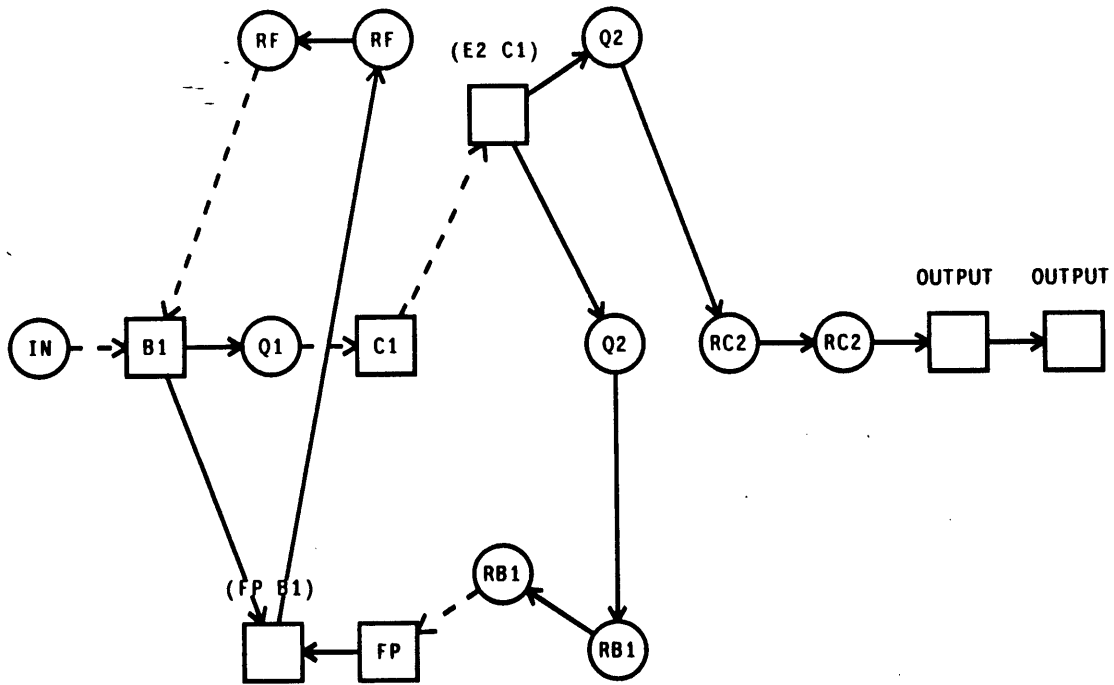 RF RF Q2
(E2 C1)
OUTPUT OUTPUT
IN B1 Q1 C1 Q2 RC2 RC2
(FP B1)
RB1
FP RB1